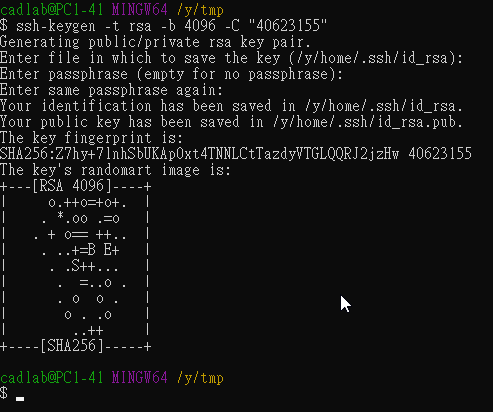 cadlab@PC1-41 MINGW64 /y/tmp
$ ssh-keygen -t rsa -b 4096 -C "40623155"
Generating public/private rsa key pair.
Enter file in which to save the key (/y/home/.ssh/id_rsa):
Enter passphrase (empty for no passphrase):
Enter same passphrase again:
Your identification has been saved in /y/home/.ssh/id_rsa.
Your public key has been saved in /y/home/.ssh/id_rsa.pub.
The key fingerprint is:
SHA256:Z7hy+7lnhSbUKApOxt4TNNLCtTazdyVTGLQQRJ2jzHw 40623155
The key's randomart image is:
+---[RSA 4096]----+
|     o.++o=+o+.  |
|    . *.oo .=o   |
|   . + o== ++..  |
|    . ..+=B E+   |
|     . .S++...   |
|      .  =..o .  |
|      . o  o .   |
|       o . .o    |
|        ..++     |
+----[SHA256]-----+
cadlab@PC1-41 MINGW64 /y/tmp
$